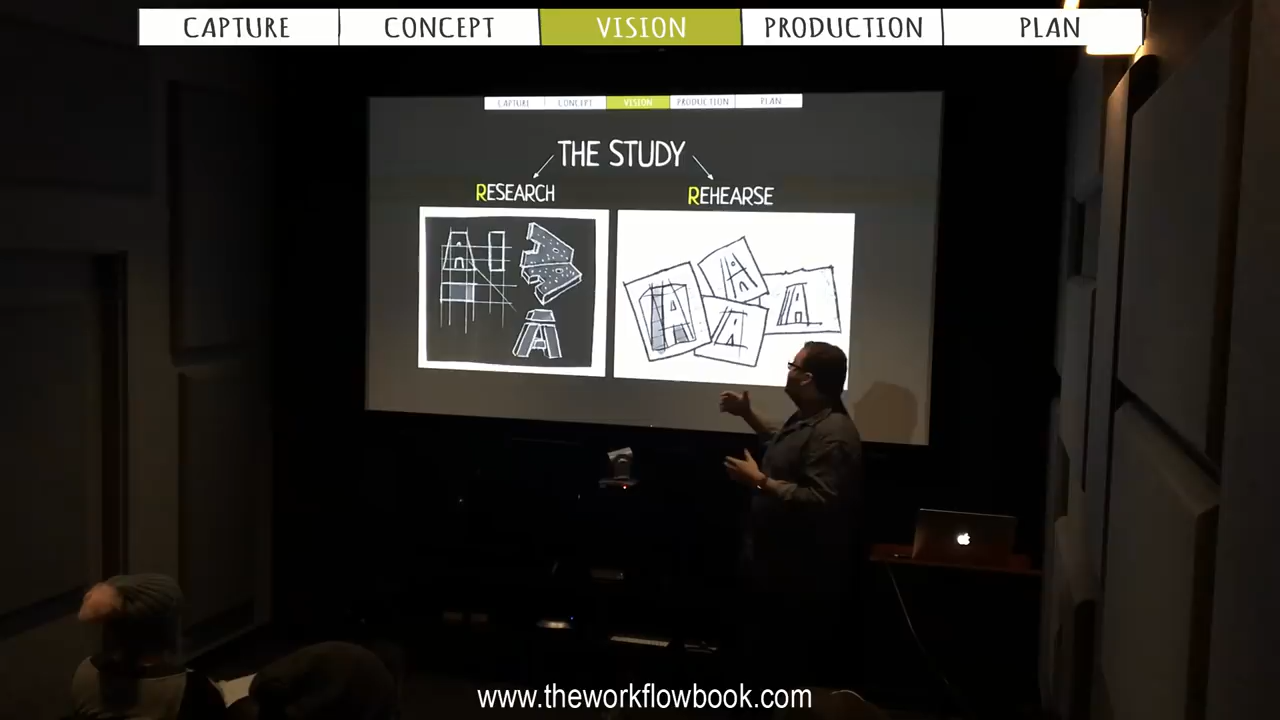 CAPTURE CONCEPT VISION PRODUCTION PLAN
CAPTURE CONCEPT VISION PRODUCTION PLAN
THE STUDY
RESEARCH REHEARSE
www.theworkflowbook.com